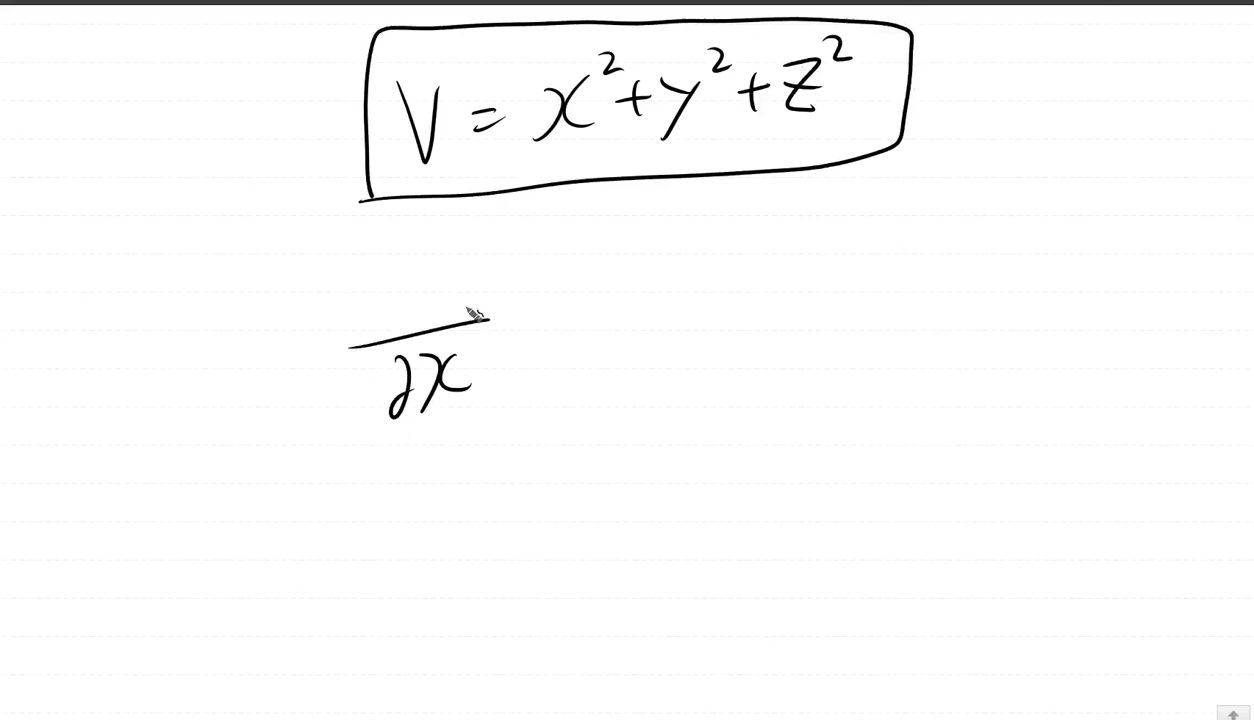 V = x² + y² + z²
∂x